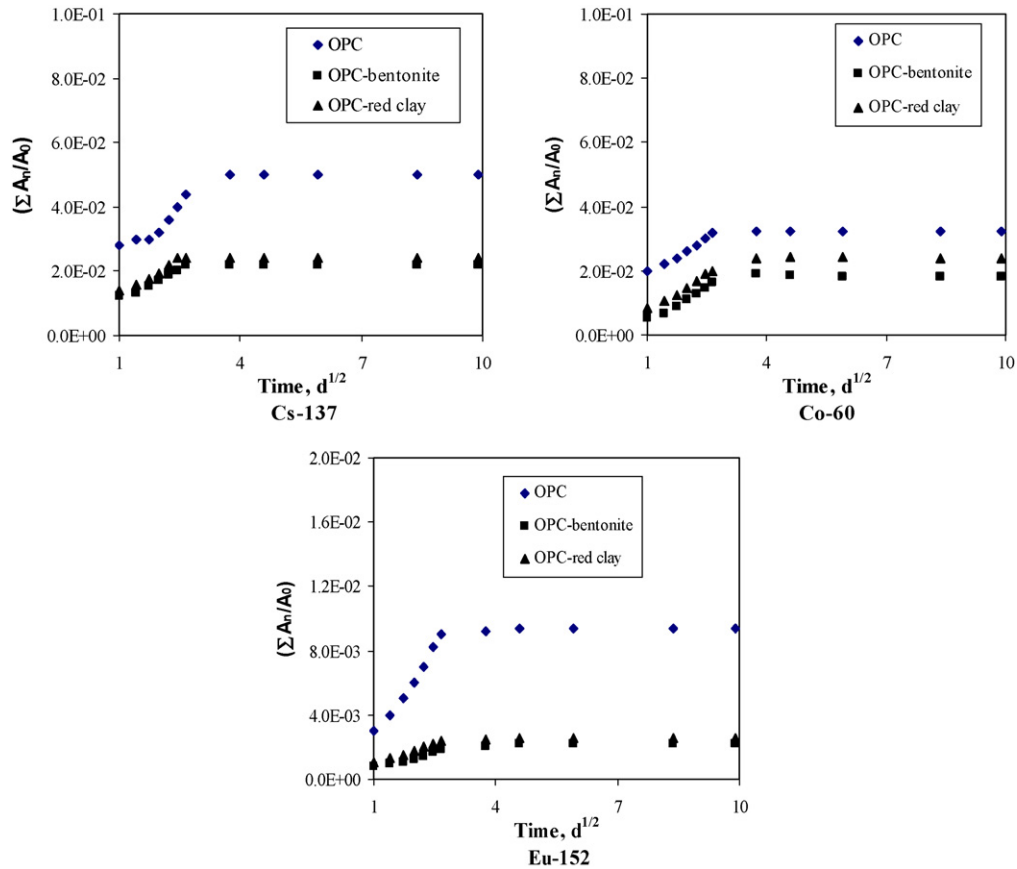 1.0E-01
8.0E-02
6.0E-02
4.0E-02
2.0E-02
0.0E+00
(ΣAn/A0)
OPC
OPC-bentonite
OPC-red clay
1 4 7 10
Time, d1/2
Cs-137
1.0E-01
8.0E-02
6.0E-02
4.0E-02
2.0E-02
0.0E+00
(ΣAn/A0)
OPC
OPC-bentonite
OPC-red clay
1 4 7 10
Time, d1/2
Co-60
2.0E-02
1.6E-02
1.2E-02
8.0E-03
4.0E-03
0.0E+00
(ΣAn/A0)
OPC
OPC-bentonite
OPC-red clay
1 4 7 10
Time, d1/2
Eu-152